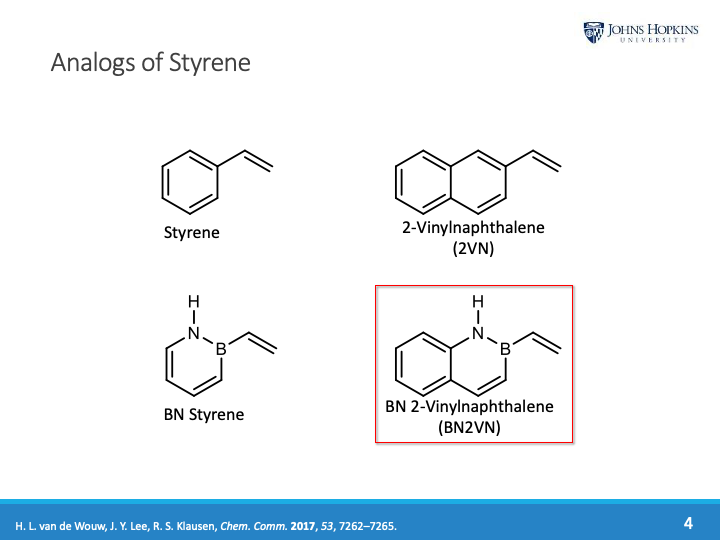 JOHNS HOPKINS
UNIVERSITY
Analogs of Styrene
Styrene
2-Vinylnaphthalene
(2VN)
H
N
B
BN Styrene
H
N
B
BN 2-Vinylnaphthalene
(BN2VN)
H. L. van de Wouw, J. Y. Lee, R. S. Klausen, Chem. Comm. 2017, 53, 7262–7265.
4